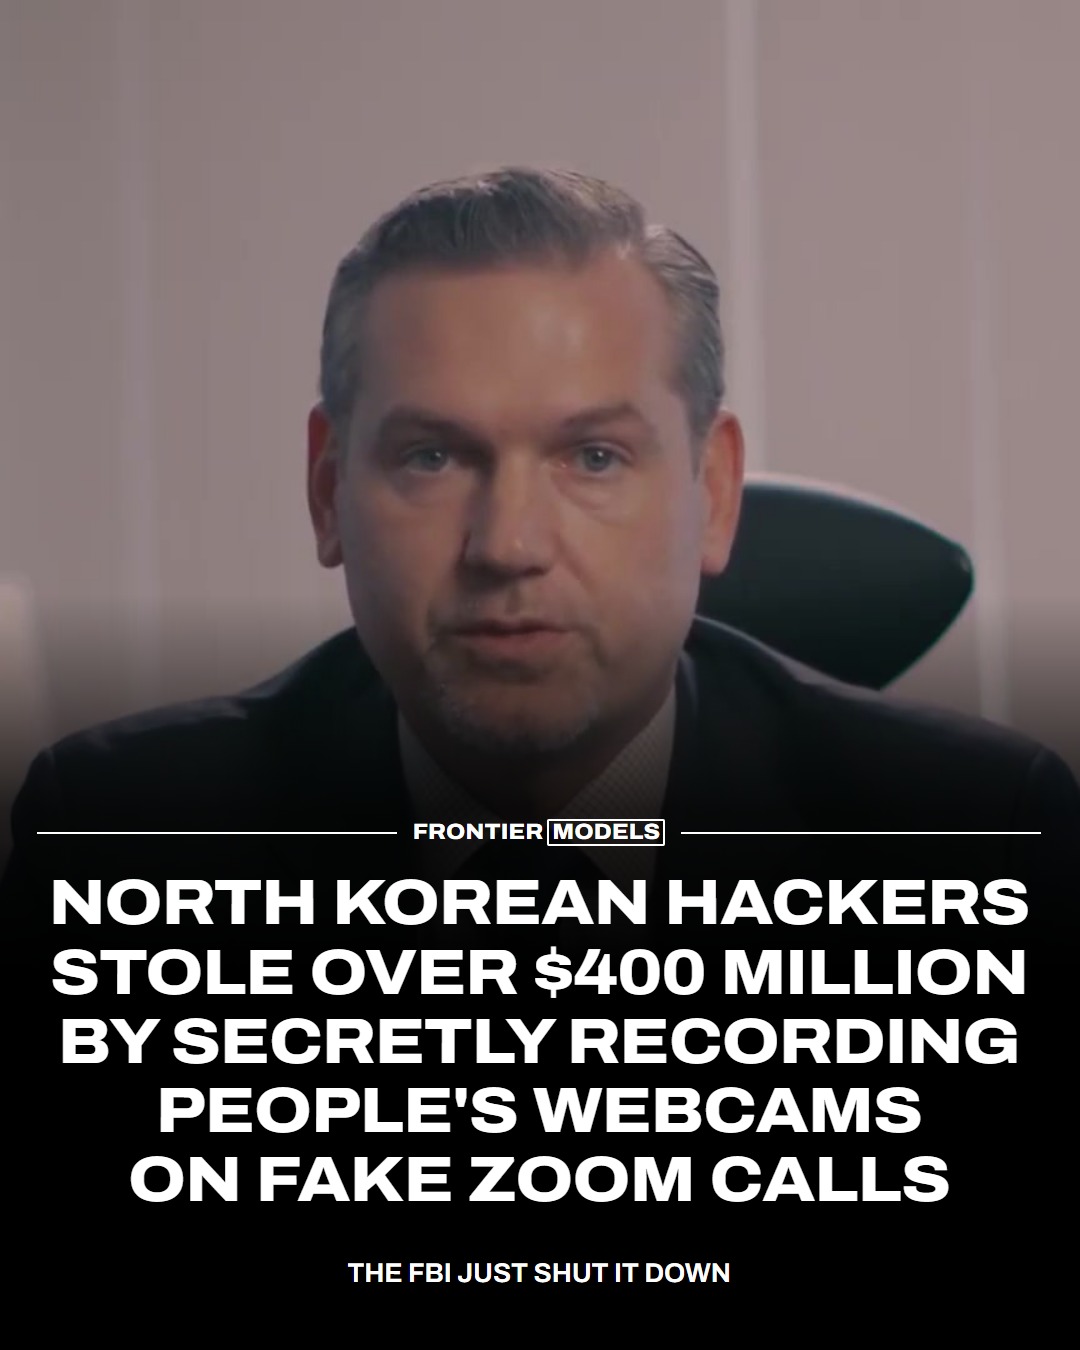 FRONTIER MODELS
NORTH KOREAN HACKERS
STOLE OVER $400 MILLION
BY SECRETLY RECORDING
PEOPLE'S WEBCAMS
ON FAKE ZOOM CALLS
THE FBI JUST SHUT IT DOWN